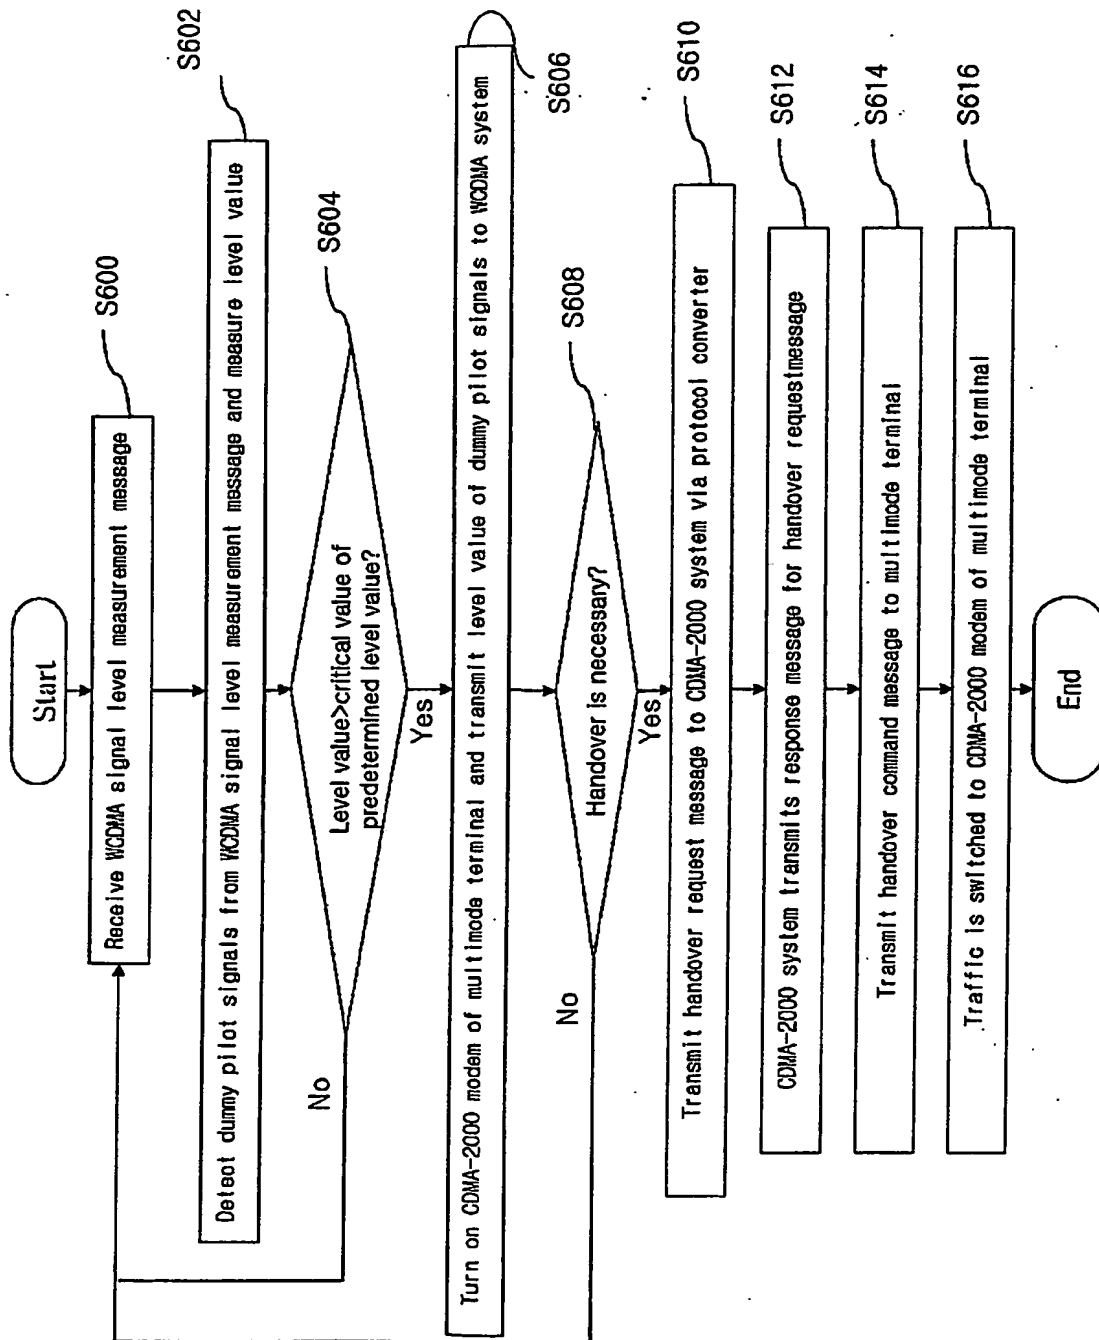 Start
Receive WCDMA signal level measurement message
S600
Detect dummy pilot signals from WCDMA signal level measurement message and measure level value
S602
Level value>critical value of
predetermined level value?
S604
No
Yes
Turn on CDMA-2000 modem of multimode terminal and transmit level value of dummy pilot signals to WCDMA system
S606
Handover is necessary?
S608
No
Yes
Transmit handover request message to CDMA-2000 system via protocol converter
S610
CDMA-2000 system transmits response message for handover requestmessage
S612
Transmit handover command message to multimode terminal
S614
Traffic is switched to CDMA-2000 modem of multimode terminal
S616
End